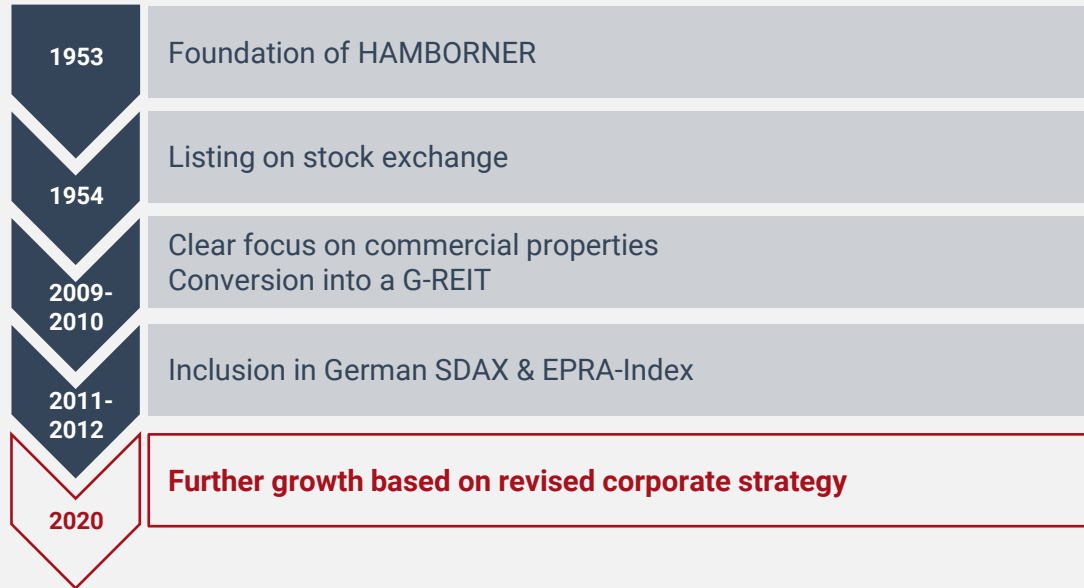 1953
Foundation of HAMBORNER
1954
Listing on stock exchange
2009-
2010
Clear focus on commercial properties
Conversion into a G-REIT
2011-
2012
Inclusion in German SDAX & EPRA-Index
2020
Further growth based on revised corporate strategy